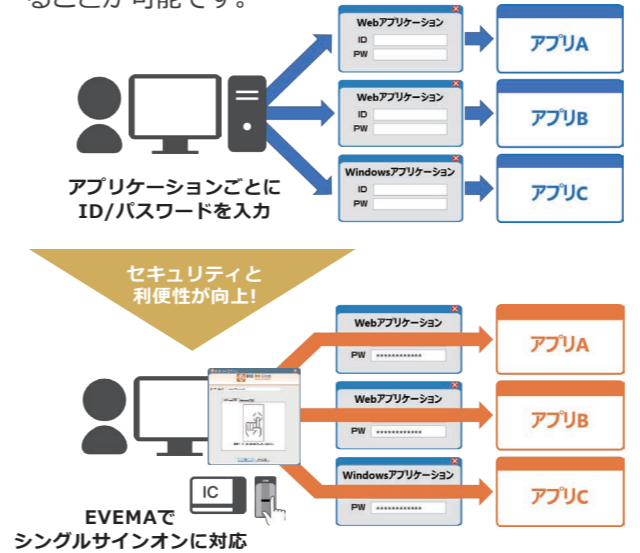 ることが可能です。
Webアプリケーション
ID
PW
アプリA
Webアプリケーション
ID
PW
アプリB
Windowsアプリケーション
ID
PW
アプリC
アプリケーションごとに
ID/パスワードを入力
セキュリティと
利便性が向上!
Webアプリケーション
PW ************
アプリA
Webアプリケーション
PW ************
アプリB
Windowsアプリケーション
PW ************
アプリC
IC
EVEMAで
シングルサインオンに対応